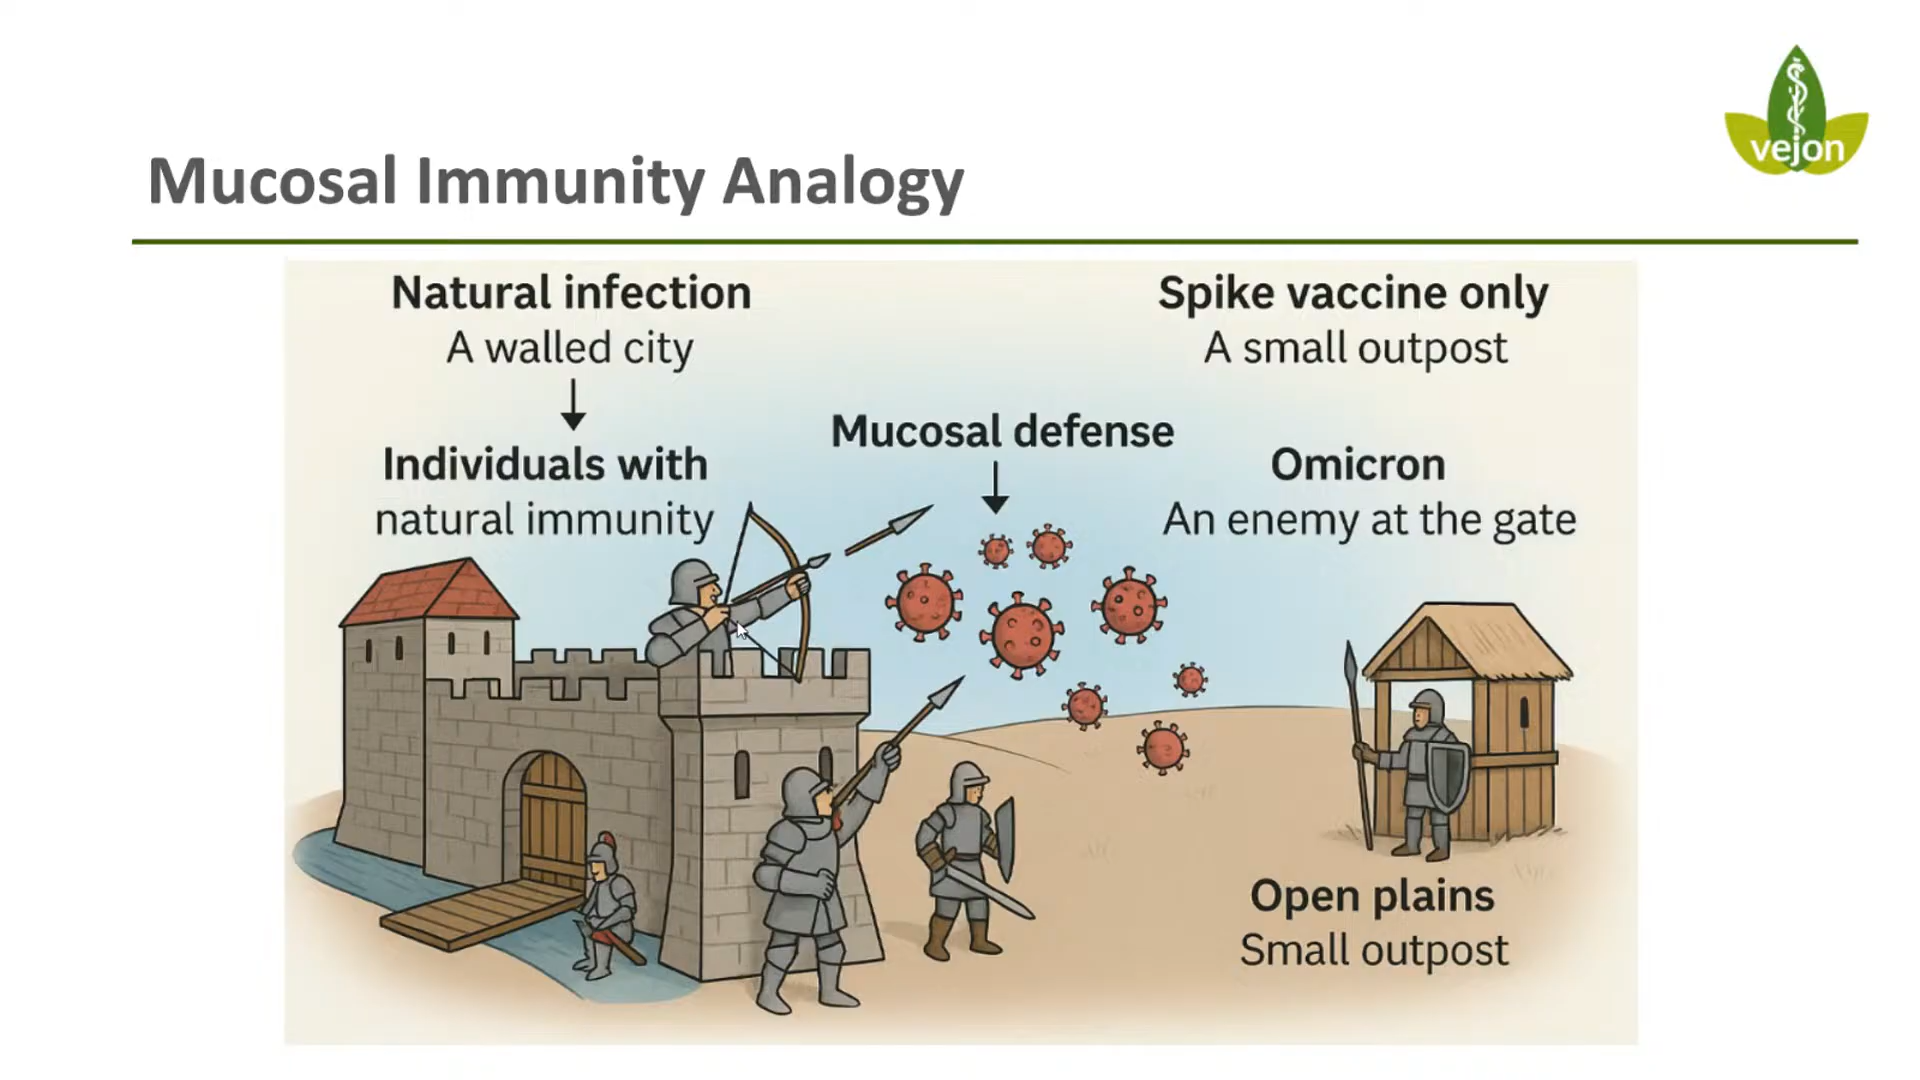 vejon
Mucosal Immunity Analogy
Natural infection
A walled city
Individuals with
natural immunity
Mucosal defense
Spike vaccine only
A small outpost
Omicron
An enemy at the gate
Open plains
Small outpost